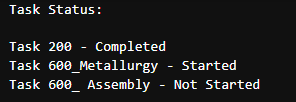 Task Status:
Task 200 - Completed
Task 600_Metallurgy - Started
Task 600_ Assembly - Not Started